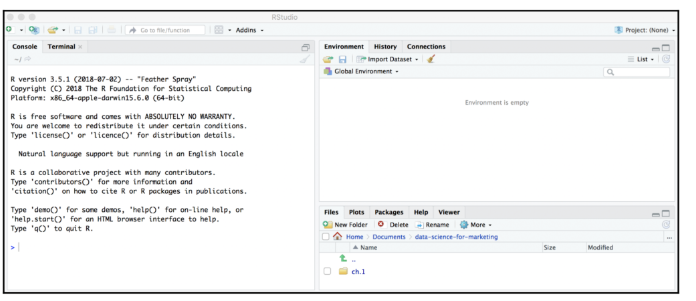 RStudio
Go to file/function
Addins
Project: (None)
Console Terminal
~/
R version 3.5.1 (2018-07-02) -- "Feather Spray"
Copyright (C) 2018 The R Foundation for Statistical Computing
Platform: x86_64-apple-darwin15.6.0 (64-bit)
R is free software and comes with ABSOLUTELY NO WARRANTY.
You are welcome to redistribute it under certain conditions.
Type 'license()' or 'licence()' for distribution details.
Natural language support but running in an English locale
R is a collaborative project with many contributors.
Type 'contributors()' for more information and
'citation()' on how to cite R or R packages in publications.
Type 'demo()' for some demos, 'help()' for on-line help, or
'help.start()' for an HTML browser interface to help.
Type 'q()' to quit R.
>
Environment History Connections
Import Dataset
List
Global Environment
Environment is empty
Files Plots Packages Help Viewer
New Folder Delete Rename More
Home Documents data-science-for-marketing ...
Name Size Modified
..
ch.1